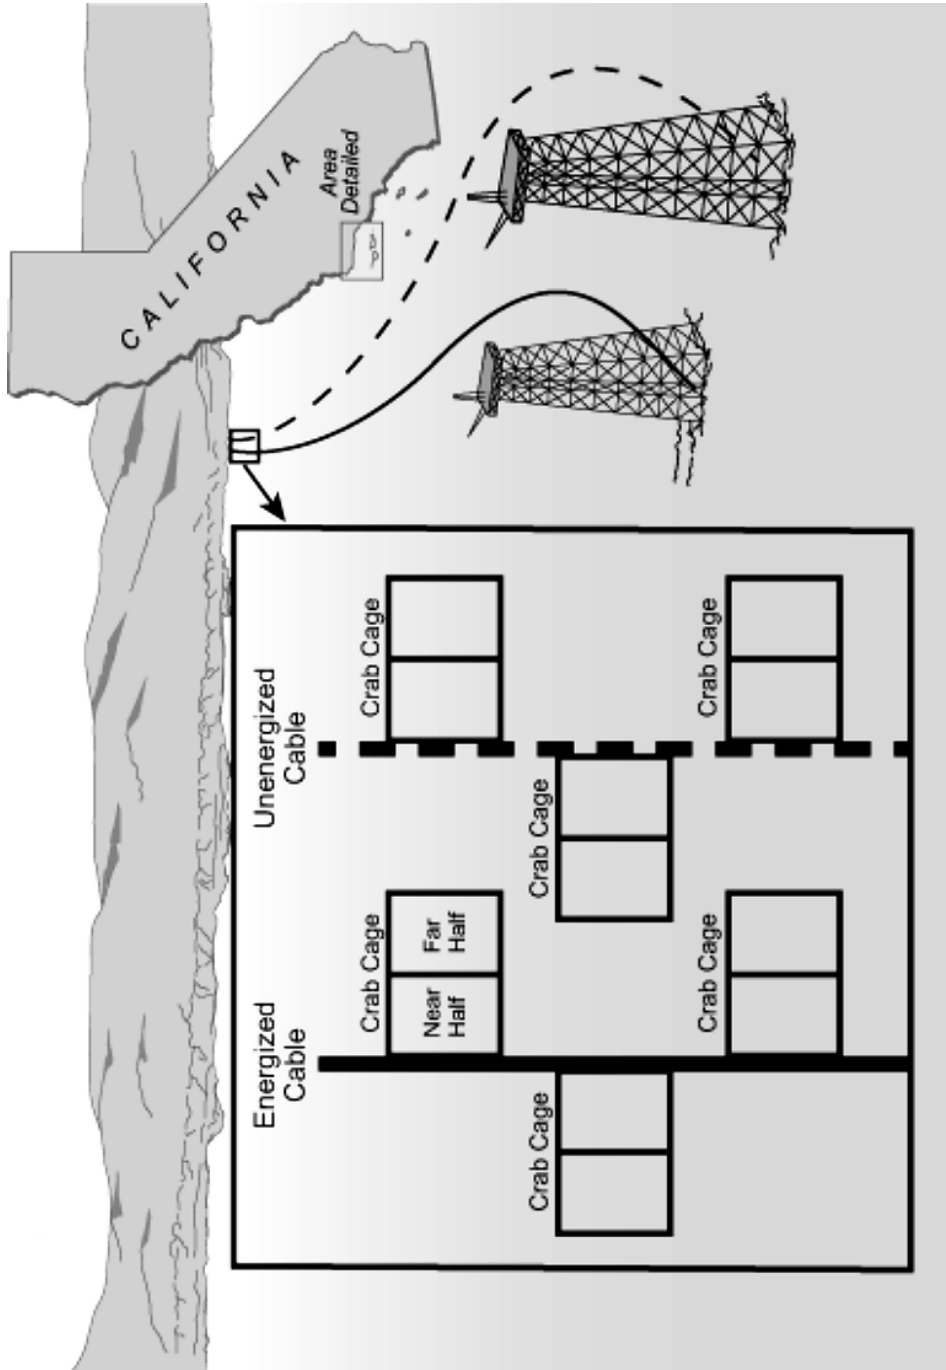 CALIFORNIA
Area
Detailed
Energized
Cable
Unenergized
Cable
Crab Cage
Near
Half
Far
Half
Crab Cage
Crab Cage
Crab Cage
Crab Cage
Crab Cage